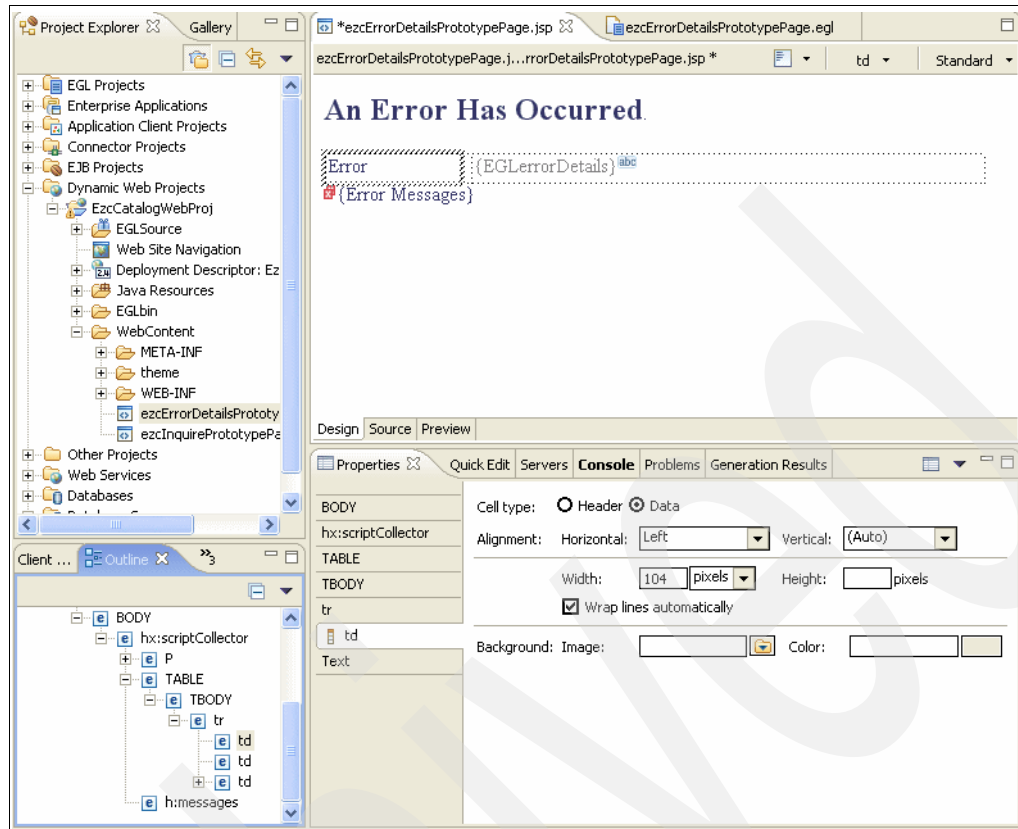 Project Explorer Gallery
EGL Projects
Enterprise Applications
Application Client Projects
Connector Projects
EJB Projects
Dynamic Web Projects
EzcCatalogWebProj
EGLSource
Web Site Navigation
Deployment Descriptor: Ez
Java Resources
EGLbin
WebContent
META-INF
theme
WEB-INF
ezcErrorDetailsPrototy
ezcInquirePrototypePa
Other Projects
Web Services
Databases
Client ... Outline »3
BODY
hx:scriptCollector
P
TABLE
TBODY
tr
td
td
td
h:messages
*ezcErrorDetailsPrototypePage.jsp ezcErrorDetailsPrototypePage.egl
ezcErrorDetailsPrototypePage.j...rrorDetailsPrototypePage.jsp * td Standard
An Error Has Occurred.
Error {EGLerrorDetails} abc
{Error Messages}
Design Source Preview
Properties Quick Edit Servers Console Problems Generation Results
BODY
hx:scriptCollector
TABLE
TBODY
tr
td
Text
Cell type: Header Data
Alignment: Horizontal: Left Vertical: (Auto)
Width: 104 pixels Height: pixels
Wrap lines automatically
Background: Image: Color: